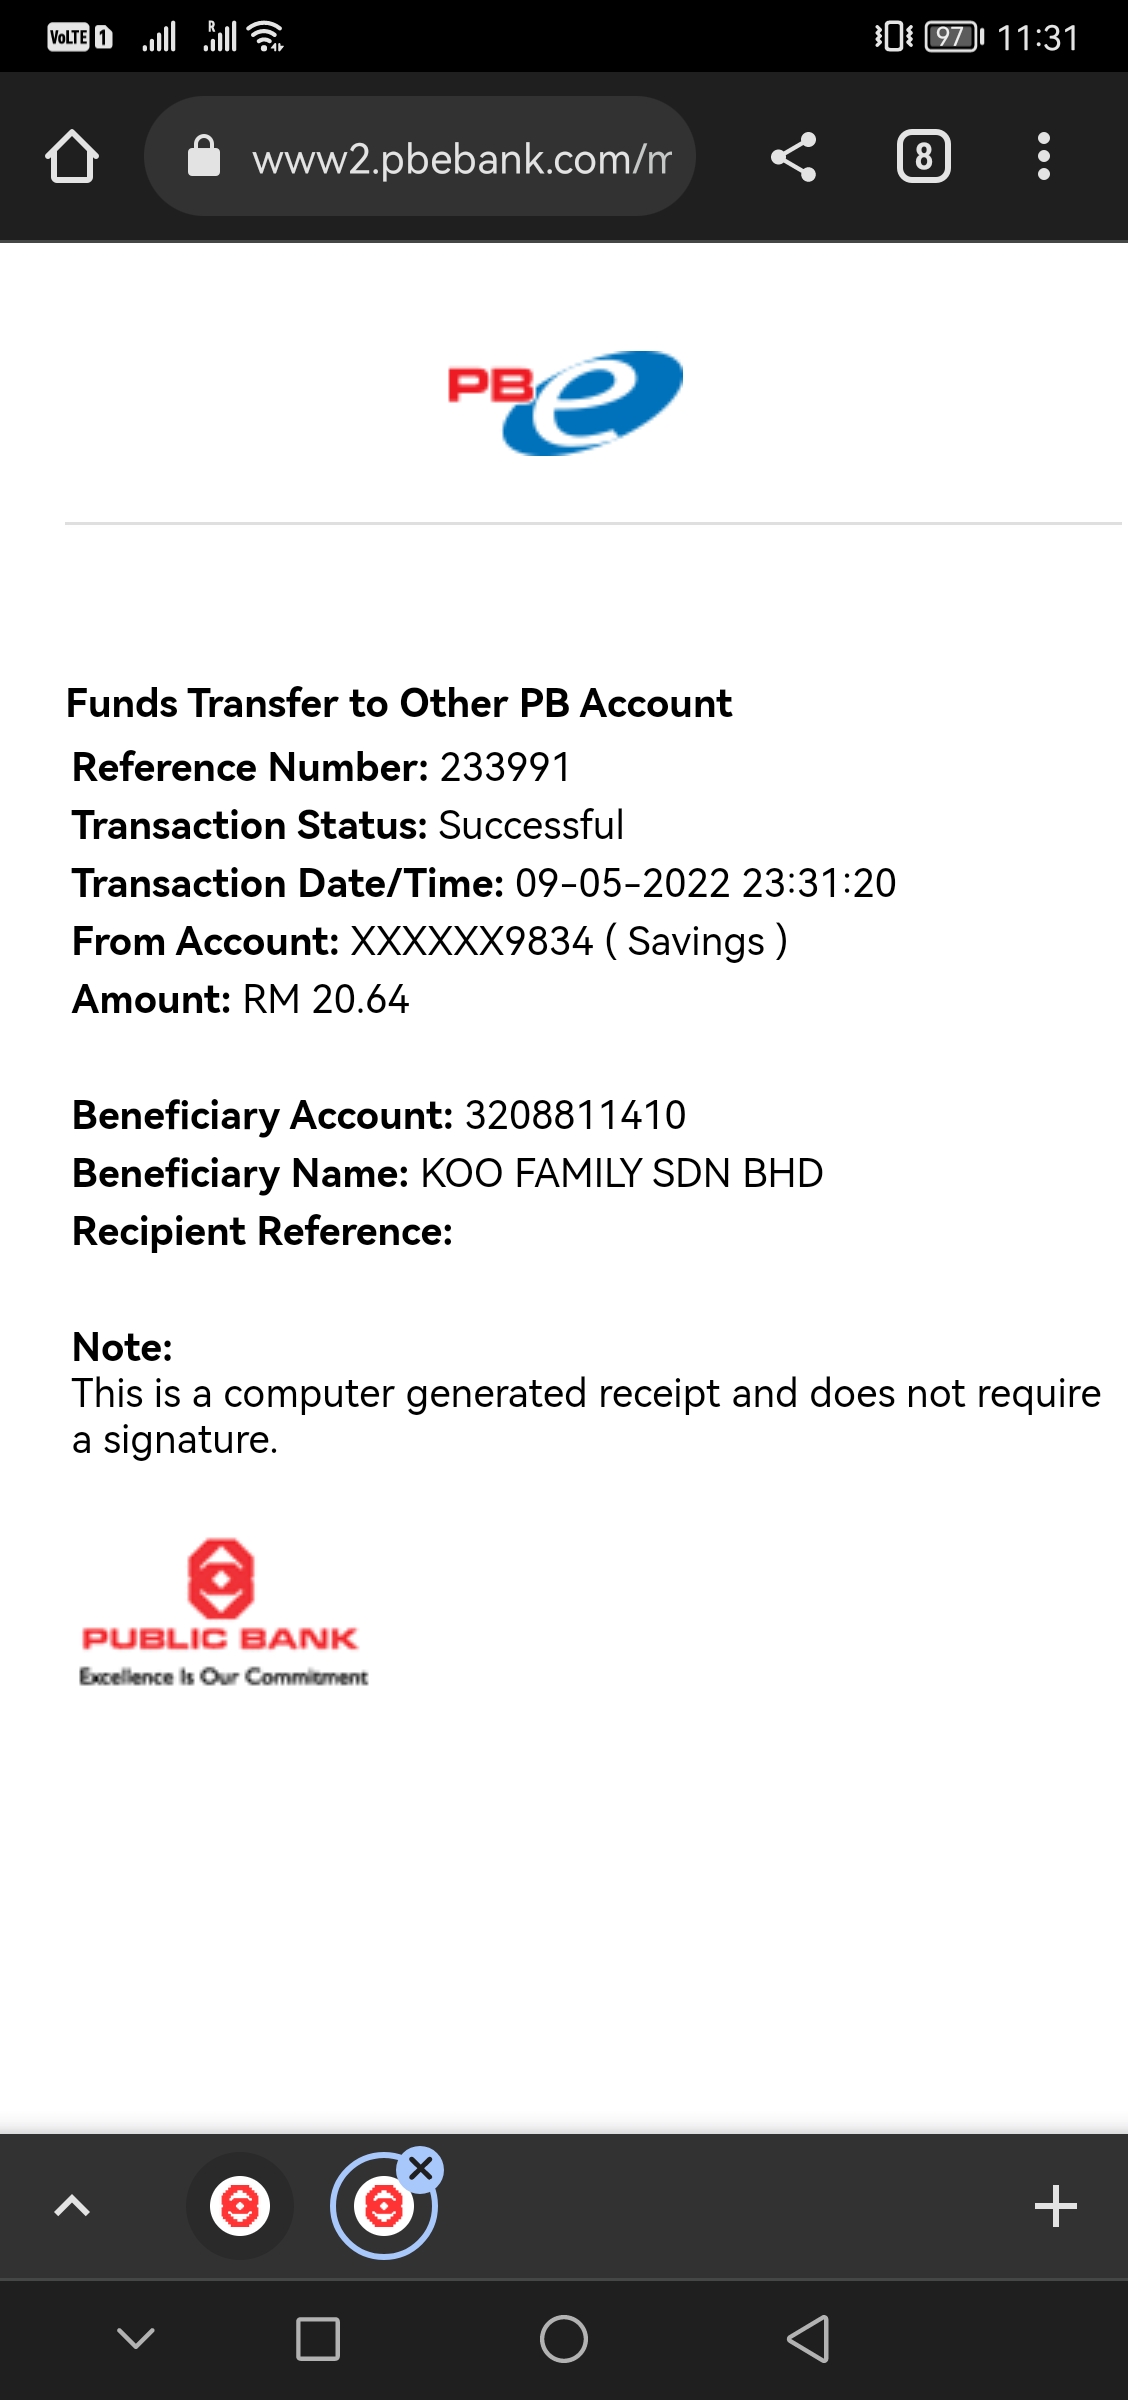 VoLTE 1 R 97 11:31
www2.pbebank.com/m 8
PBe
Funds Transfer to Other PB Account
Reference Number: 233991
Transaction Status: Successful
Transaction Date/Time: 09-05-2022 23:31:20
From Account: XXXXXX9834 ( Savings )
Amount: RM 20.64
Beneficiary Account: 3208811410
Beneficiary Name: KOO FAMILY SDN BHD
Recipient Reference:
Note:
This is a computer generated receipt and does not require
a signature.
PUBLIC BANK
Excellence Is Our Commitment